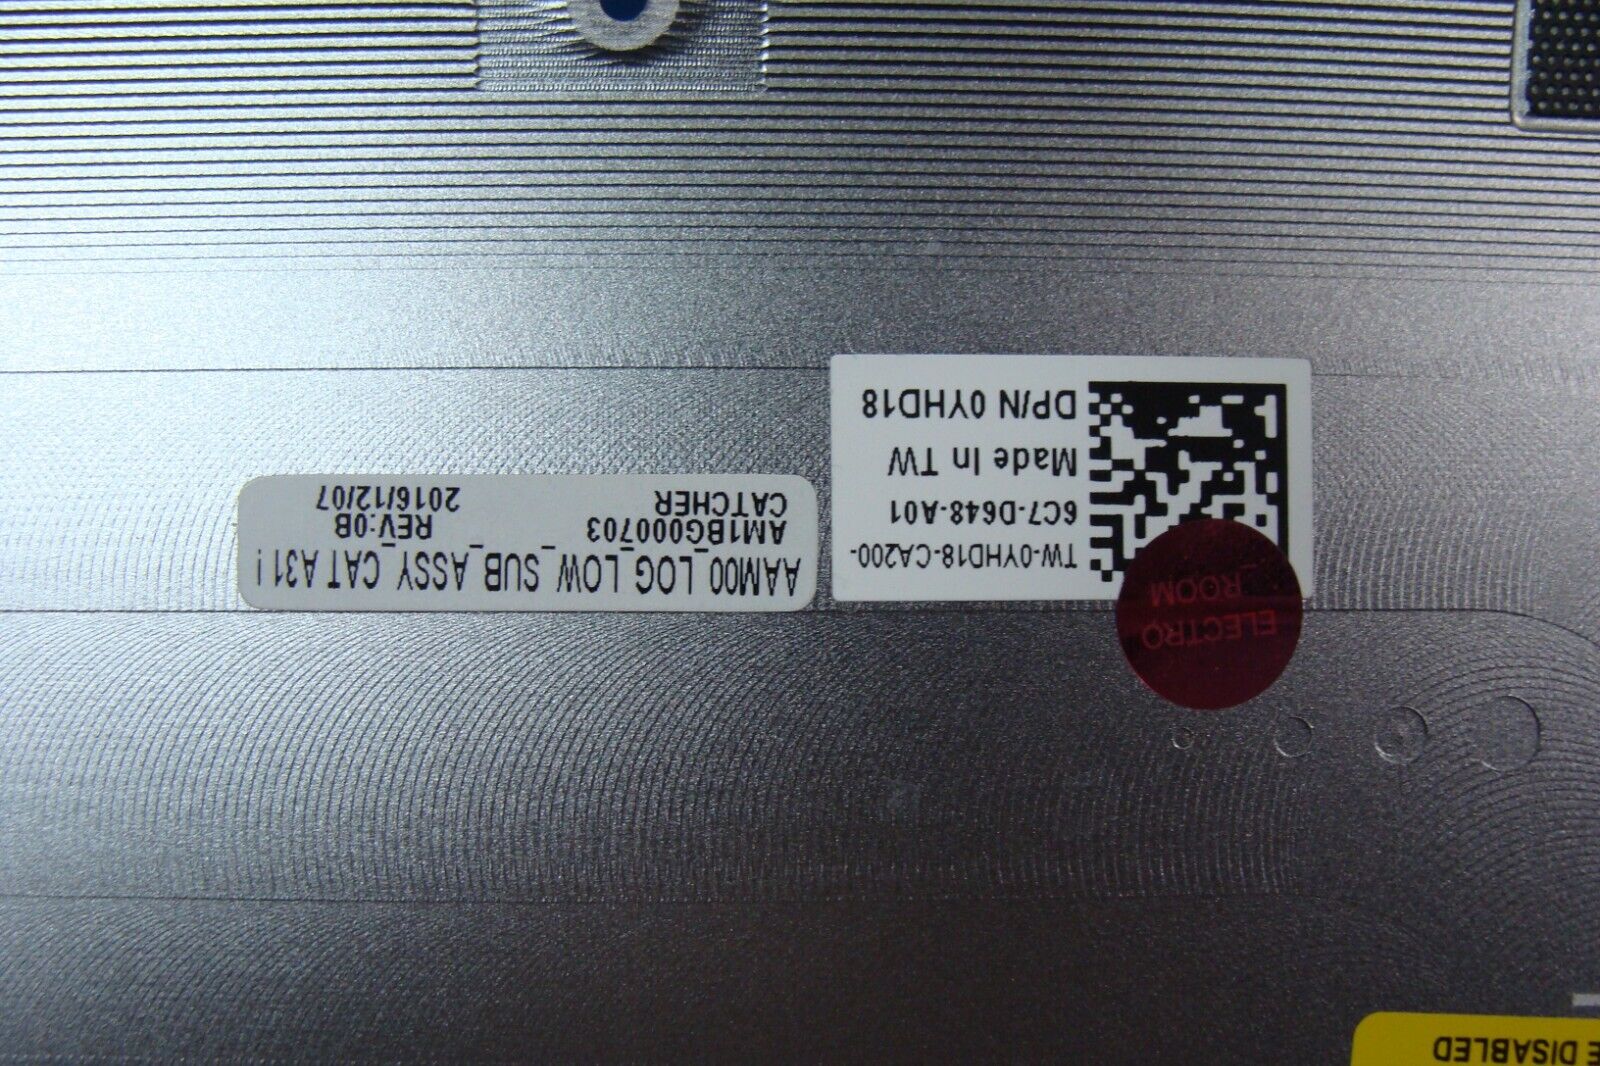 E DISABLED
TW-0YHD18-CA200-
6C7-D648-A01
Made In TW
DP/N 0YHD18
ELECTRO
_ROOM
AAM00_LOG_LOW_SUB_ASSY_CAT A31 !
AM1BG000703 REV:0B
CATCHER 2016/12/07